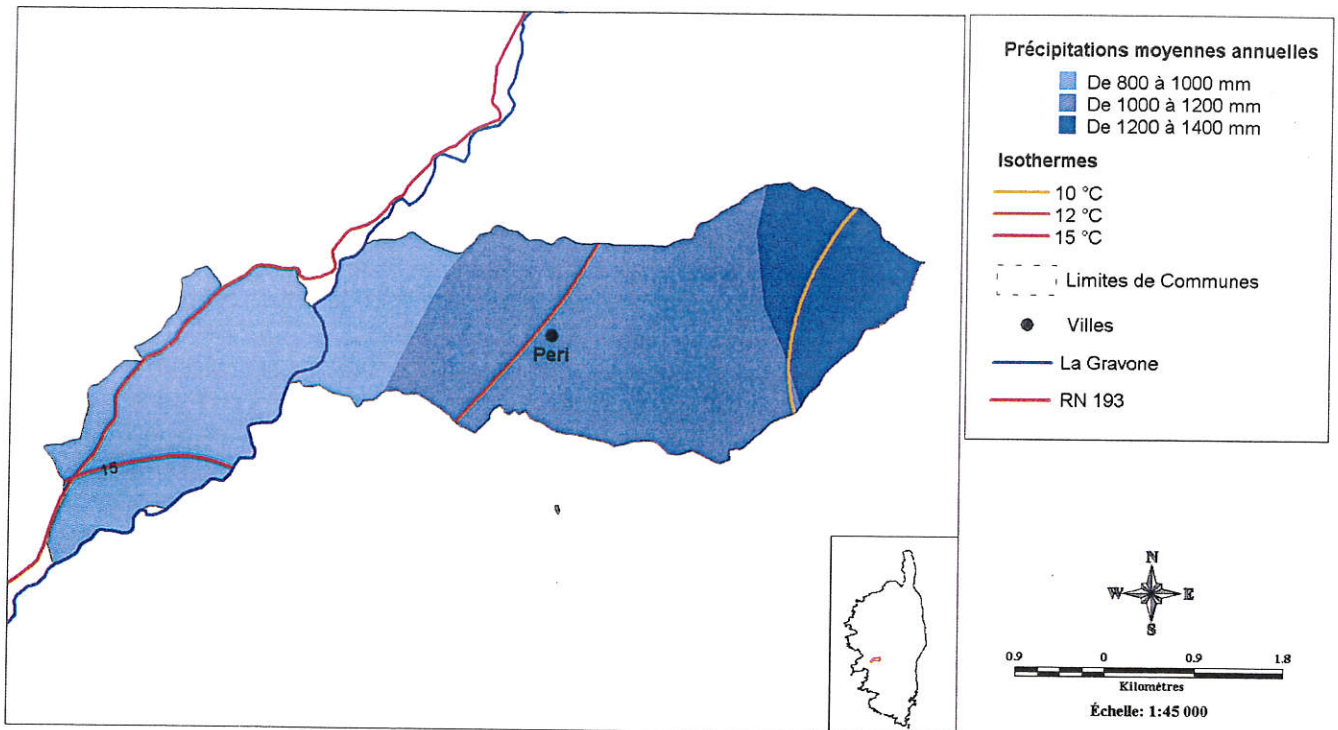 Précipitations moyennes annuelles
De 800 à 1000 mm
De 1000 à 1200 mm
De 1200 à 1400 mm
Isothermes
10 °C
12 °C
15 °C
Limites de Communes
Villes
La Gravone
RN 193
Peri
15
N
W E
S
0.9 0 0.9 1.8
Kilomètres
Échelle: 1:45 000